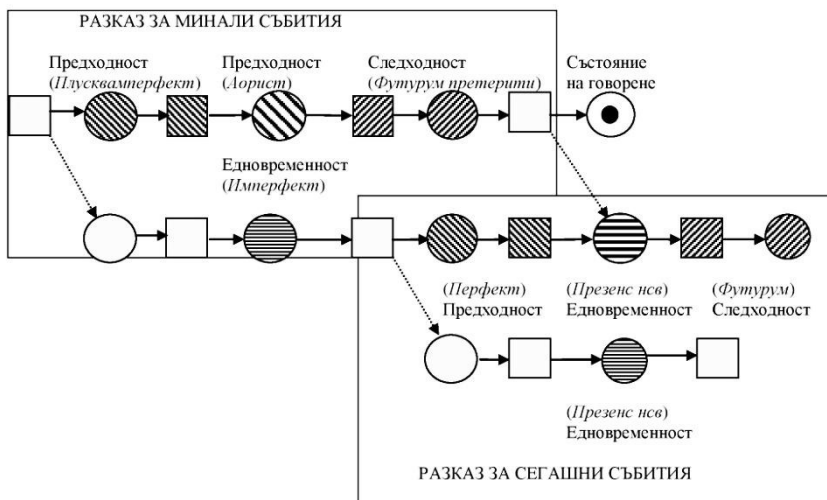 РАЗКАЗ ЗА МИНАЛИ СЪБИТИЯ
Предходност
(Плусквамперфект)
Предходност
(Аорист)
Следходност
(Футурум претерити)
Състояние
на говорене
Едновременност
(Имперфект)
(Перфект)
Предходност
(Презенс нсв)
Едновременност
(Футурум)
Следходност
(Презенс нсв)
Едновременност
РАЗКАЗ ЗА СЕГАШНИ СЪБИТИЯ